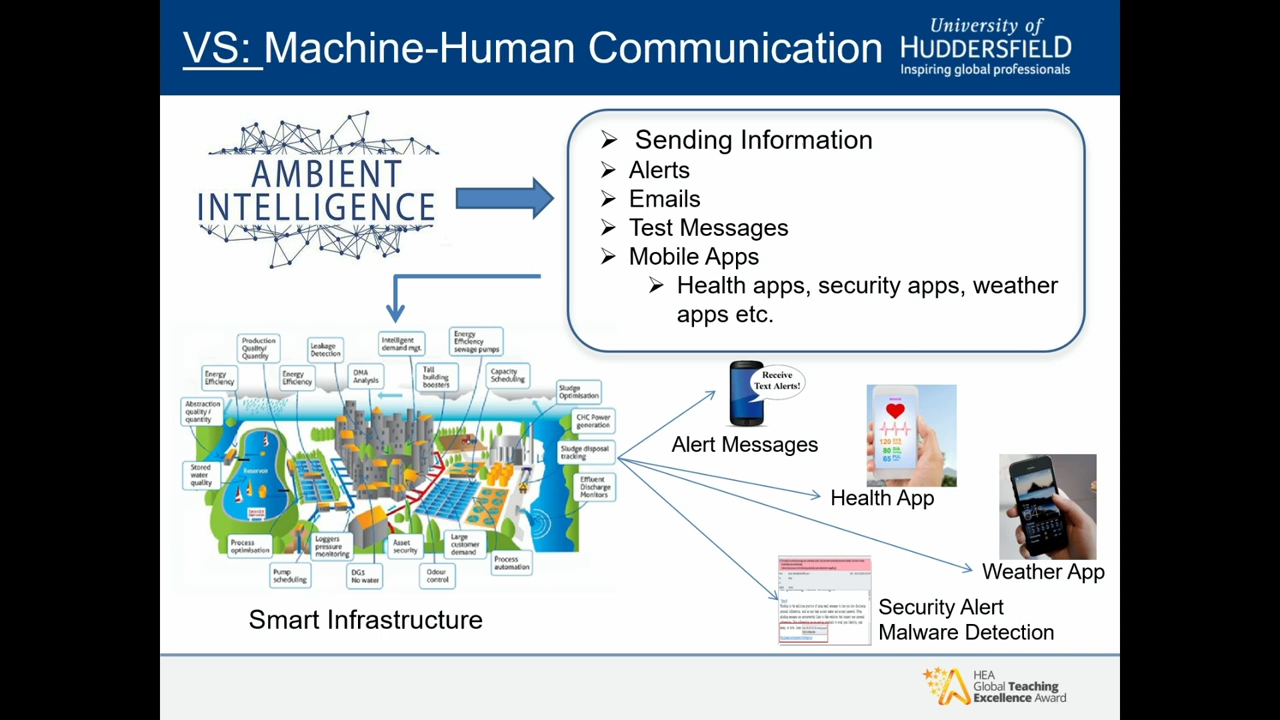 VS: Machine-Human Communication
University of
HUDDERSFIELD
Inspiring global professionals
AMBIENT
INTELLIGENCE
➢ Sending Information
➢ Alerts
➢ Emails
➢ Test Messages
➢ Mobile Apps
➢ Health apps, security apps, weather
apps etc.
Production
Quality/
Quantity
Leakage
Detection
Intelligent
demand mgt.
Energy
Efficiency
sewage pumps
Energy
Efficiency
Energy
Efficiency
DMA
Analysis
Tall
building
boosters
Capacity
Scheduling
Sludge
Optimisation
Abstraction
quality /
quantity
CHC Power
generation
Sludge disposal
tracking
Stored
water
quality
Reservoir
Effluent
Discharge
Monitors
Process
optimisation
Loggers
pressure
monitoring
Asset
security
Large
customer
demand
Process
automation
Pump
scheduling
DG5
No water
Odour
control
Smart Infrastructure
Receive
Text Alerts!
Alert Messages
120
80
65
Health App
Weather App
Security Alert
Malware Detection
HEA
Global Teaching
Excellence Award